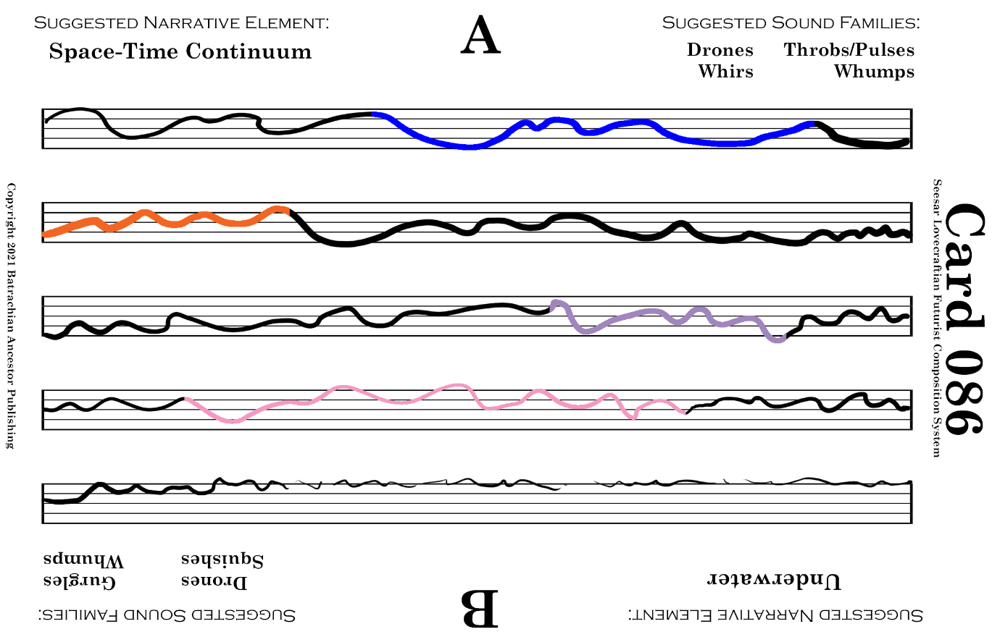 SUGGESTED NARRATIVE ELEMENT:
Space-Time Continuum
A
SUGGESTED SOUND FAMILIES:
Drones Throbs/Pulses
Whirs Whumps
Copyright 2021 Batrachian Ancestor Publishing
Card 086
Seesar Lovecraftian Futurist Composition System
B
SUGGESTED NARRATIVE ELEMENT:
Underwater
SUGGESTED SOUND FAMILIES:
Drones Gurgles
Squishes Whumps